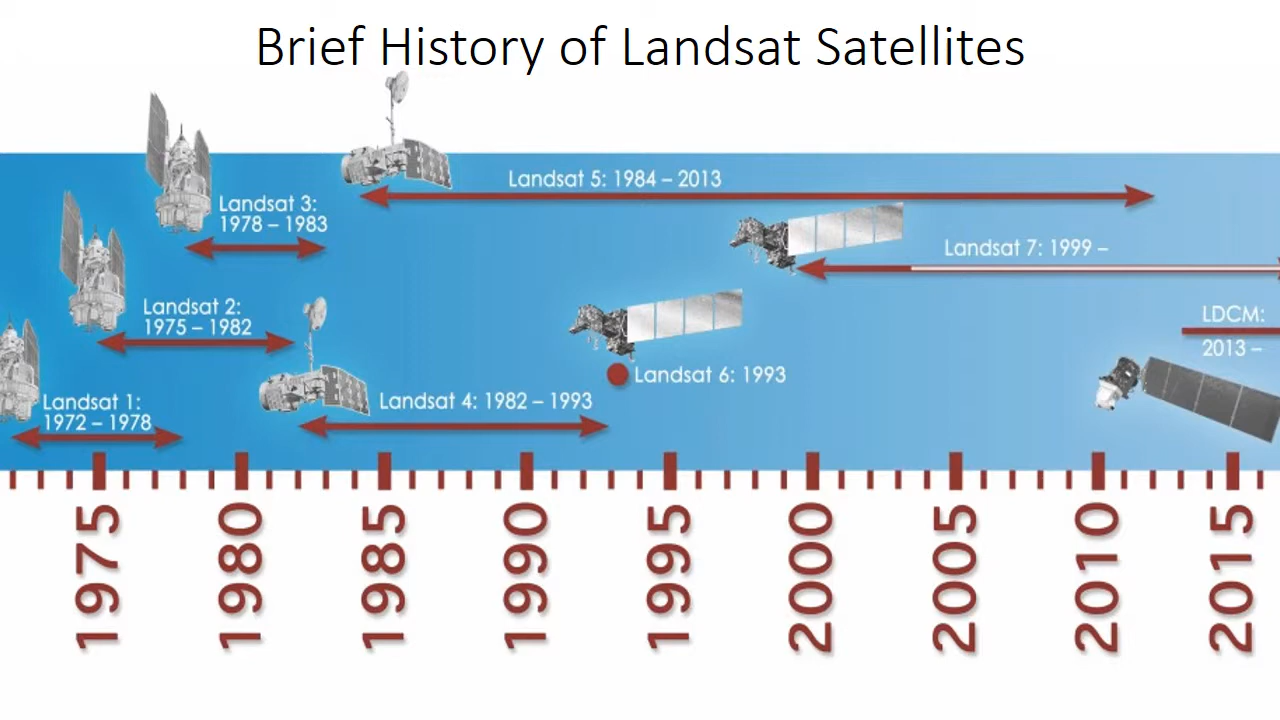 Brief History of Landsat Satellites
Landsat 5: 1984 – 2013
Landsat 3:
1978 – 1983
Landsat 7: 1999 –
Landsat 2:
1975 – 1982
LDCM:
2013 –
Landsat 6: 1993
Landsat 4: 1982 – 1993
Landsat 1:
1972 – 1978
1975
1980
1985
1990
1995
2000
2005
2010
2015